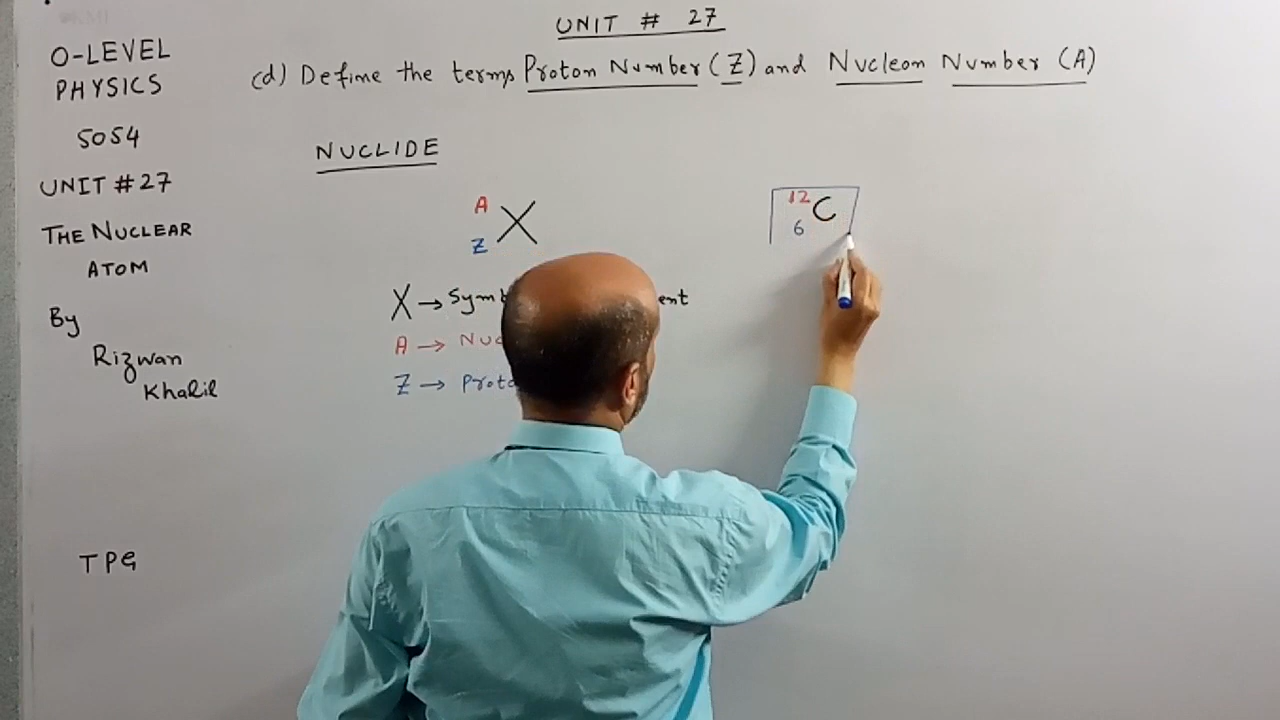 UNIT # 27
(d) Define the terms Proton Number (Z) and Nucleon Number (A)
O-LEVEL
PHYSICS
5054
UNIT # 27
THE NUCLEAR
ATOM
By
Rizwan
Khalil
TPG
NUCLIDE
A
Z X
X → Symb ent
A → Nuc
Z → Proto
12
6 C